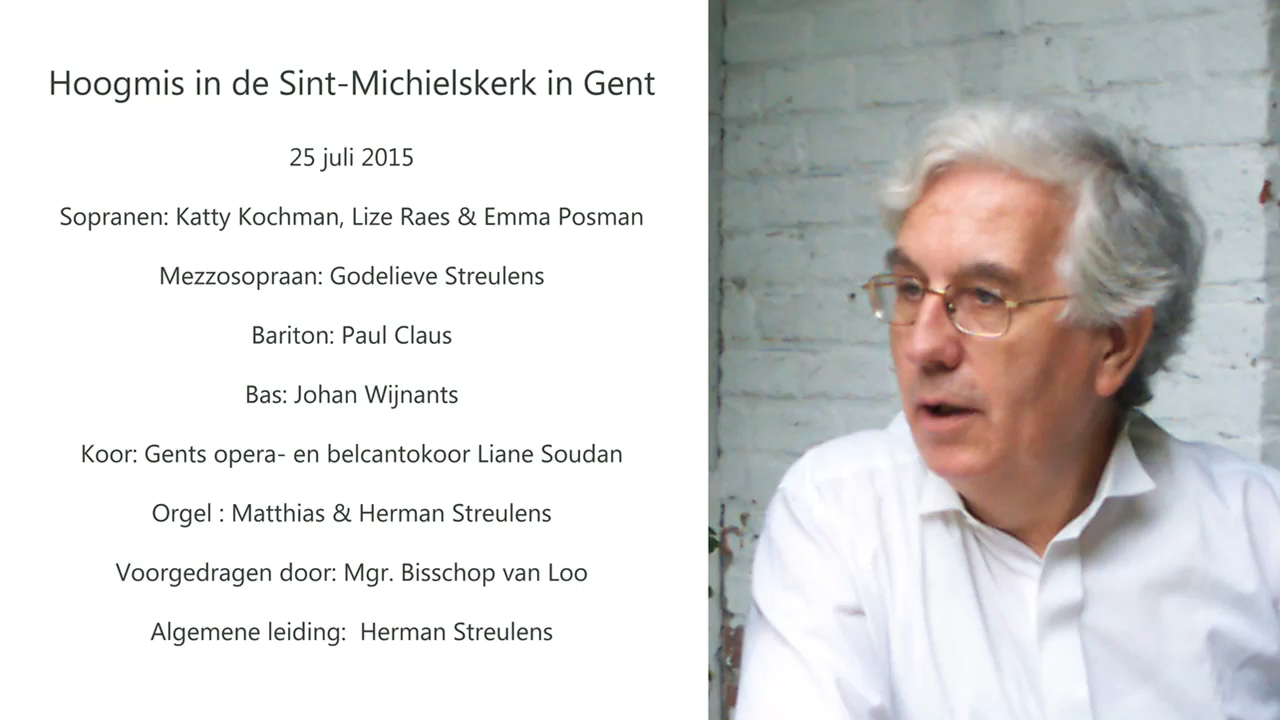 Hoogmis in de Sint-Michielskerk in Gent
25 juli 2015
Sopranen: Katty Kochman, Lize Raes & Emma Posman
Mezzosopraan: Godelieve Streulens
Bariton: Paul Claus
Bas: Johan Wijnants
Koor: Gents opera- en belcantokoor Liane Soudan
Orgel : Matthias & Herman Streulens
Voorgedragen door: Mgr. Bisschop van Loo
Algemene leiding:  Herman Streulens